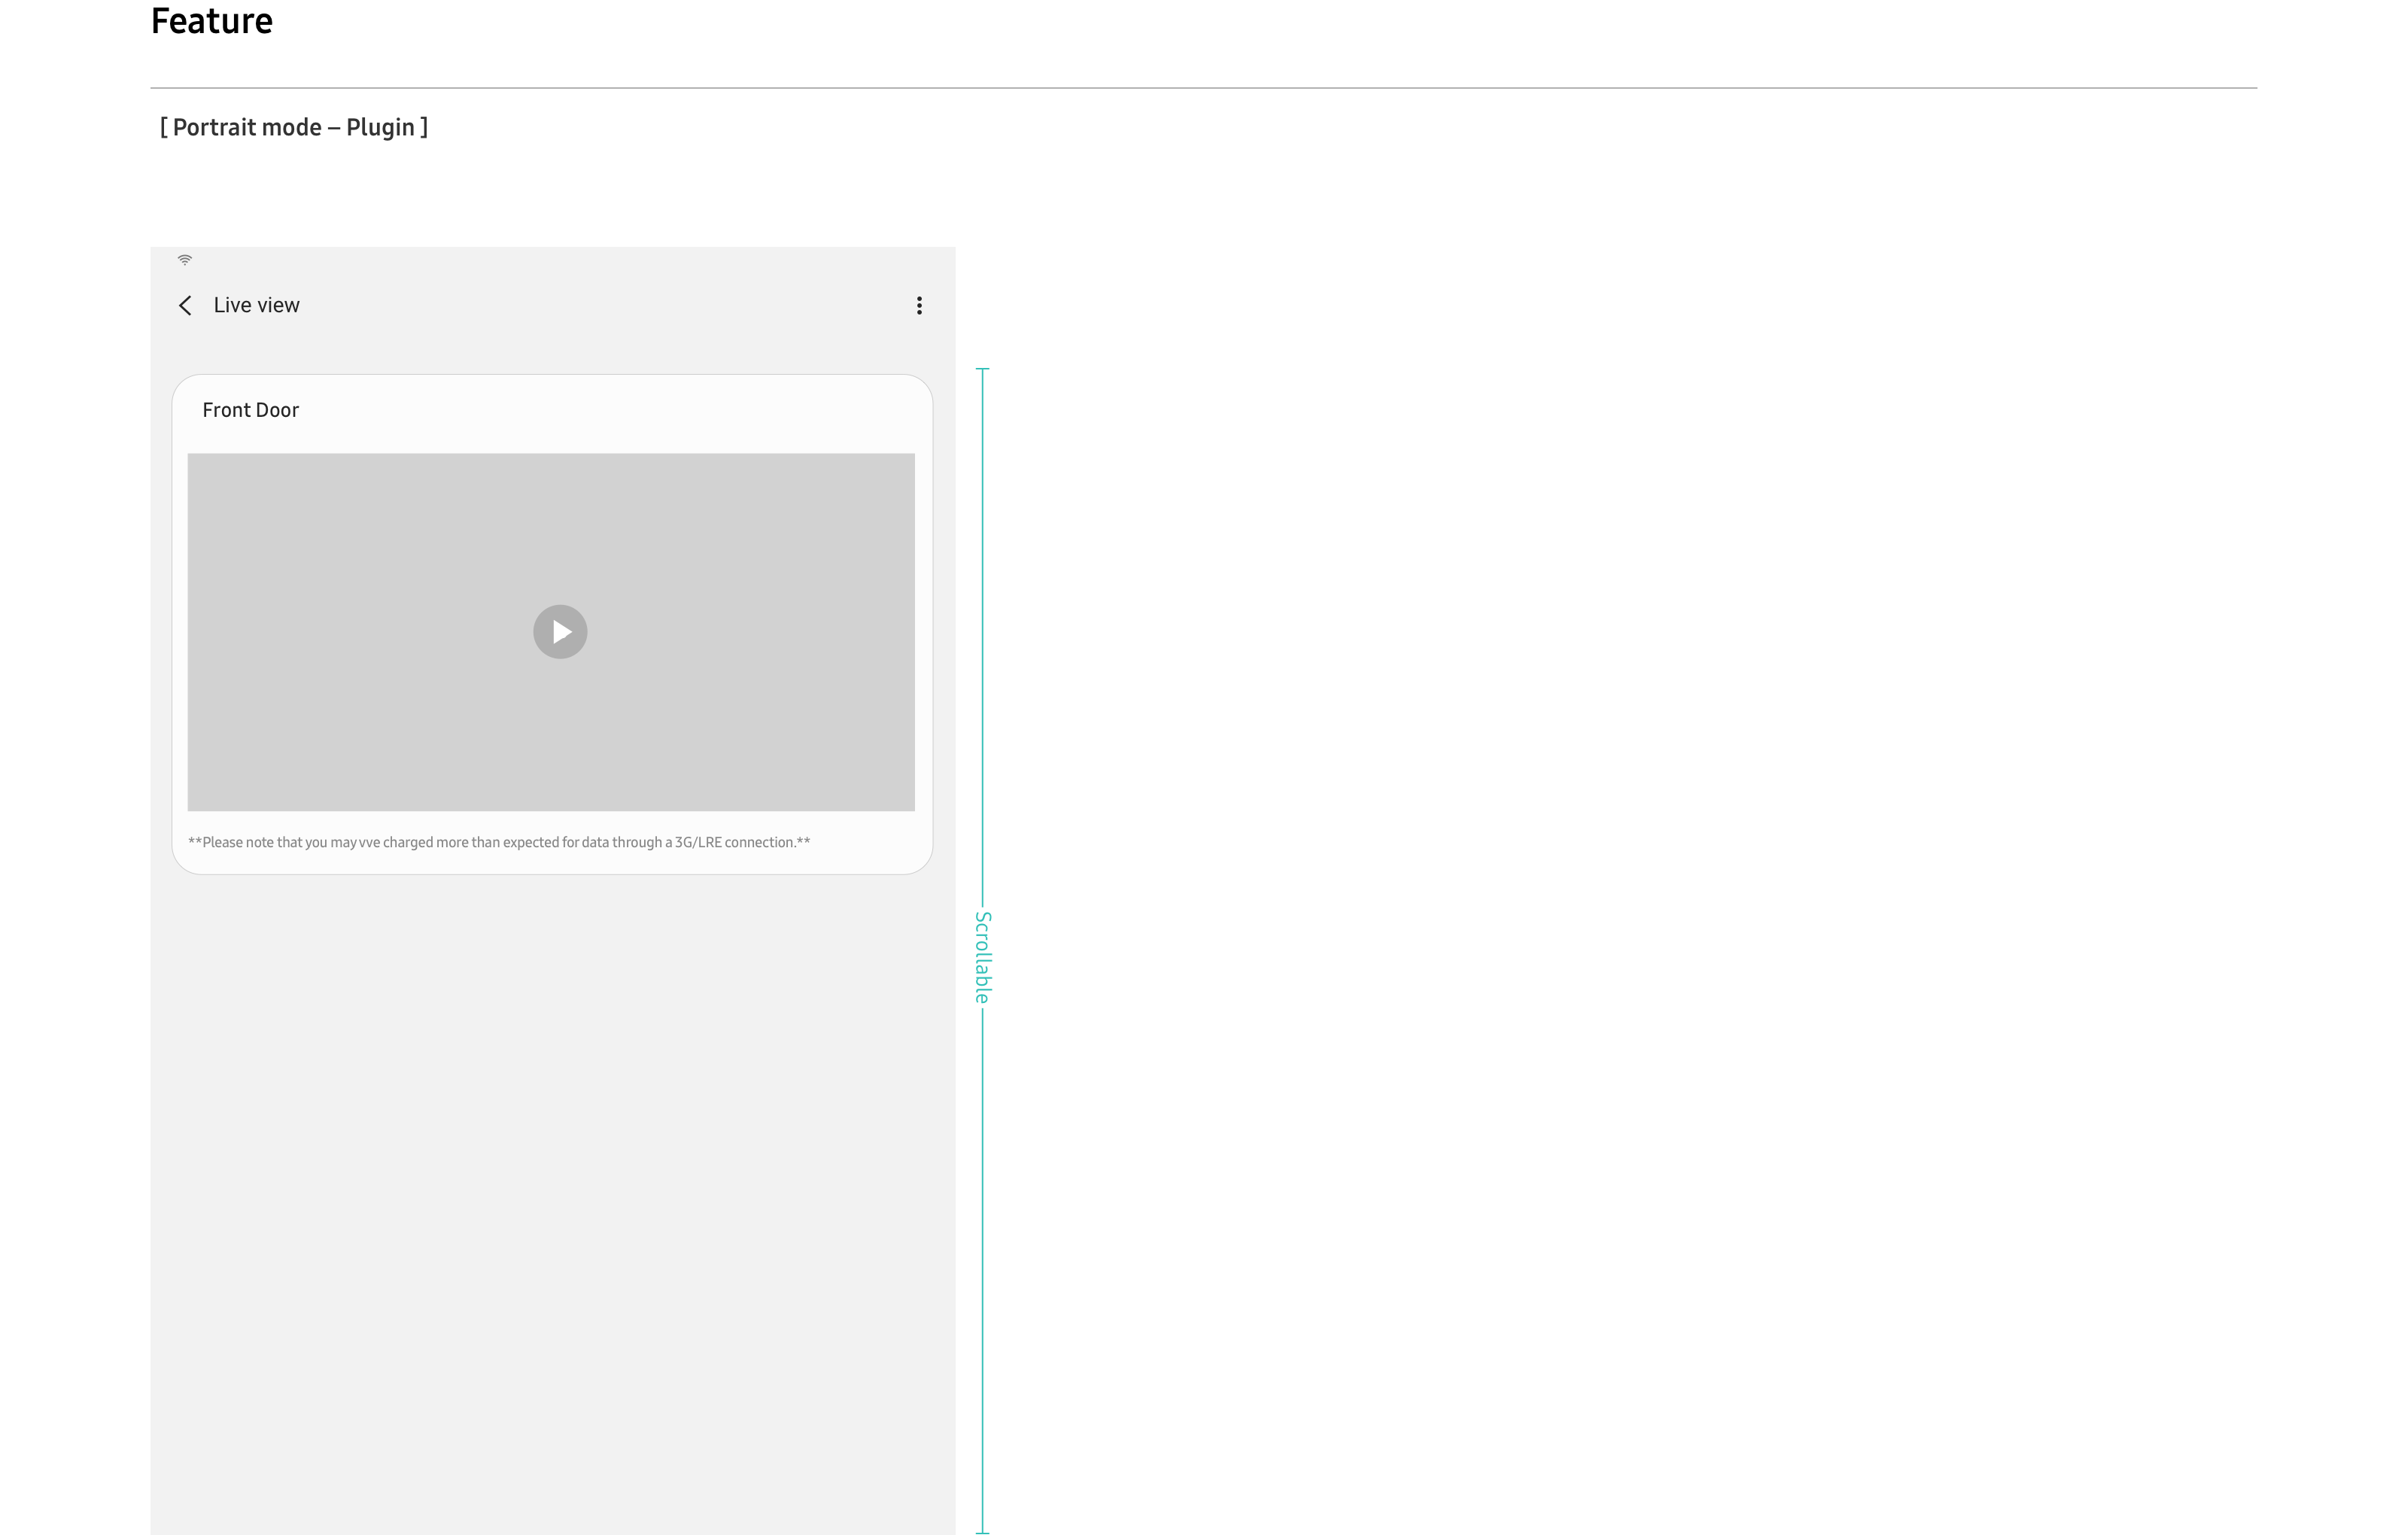 Feature
[ Portrait mode – Plugin ]
Live view
Front Door
**Please note that you may vve charged more than expected for data through a 3G/LRE connection.**
Scrollable